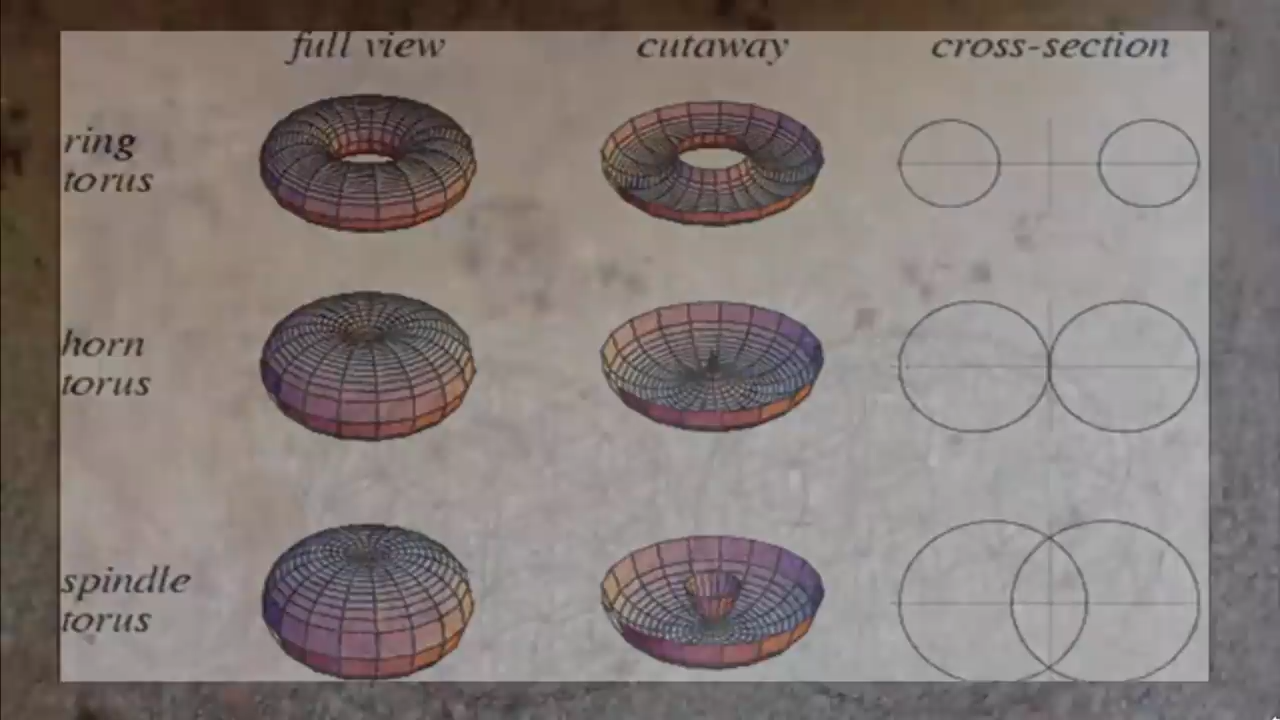 full view
cutaway
cross-section
ring
torus
horn
torus
spindle
torus